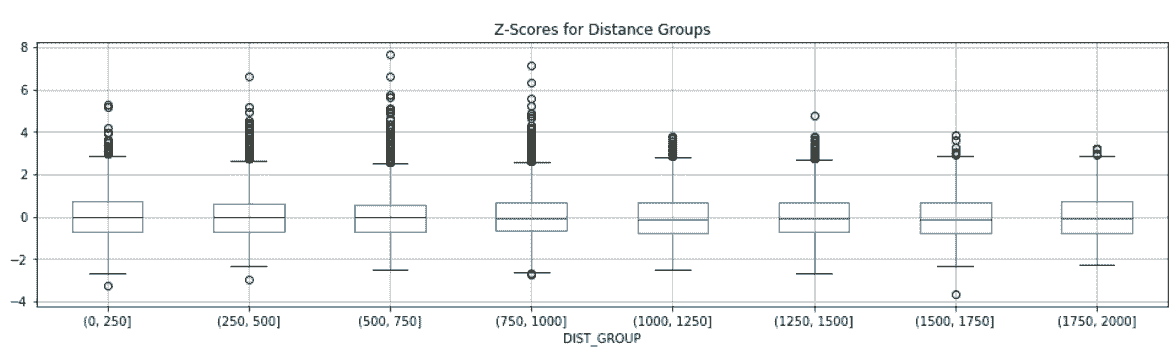 Z-Scores for Distance Groups
8
6
4
2
0
−2
−4
(0, 250] (250, 500] (500, 750] (750, 1000] (1000, 1250] (1250, 1500] (1500, 1750] (1750, 2000]
DIST_GROUP